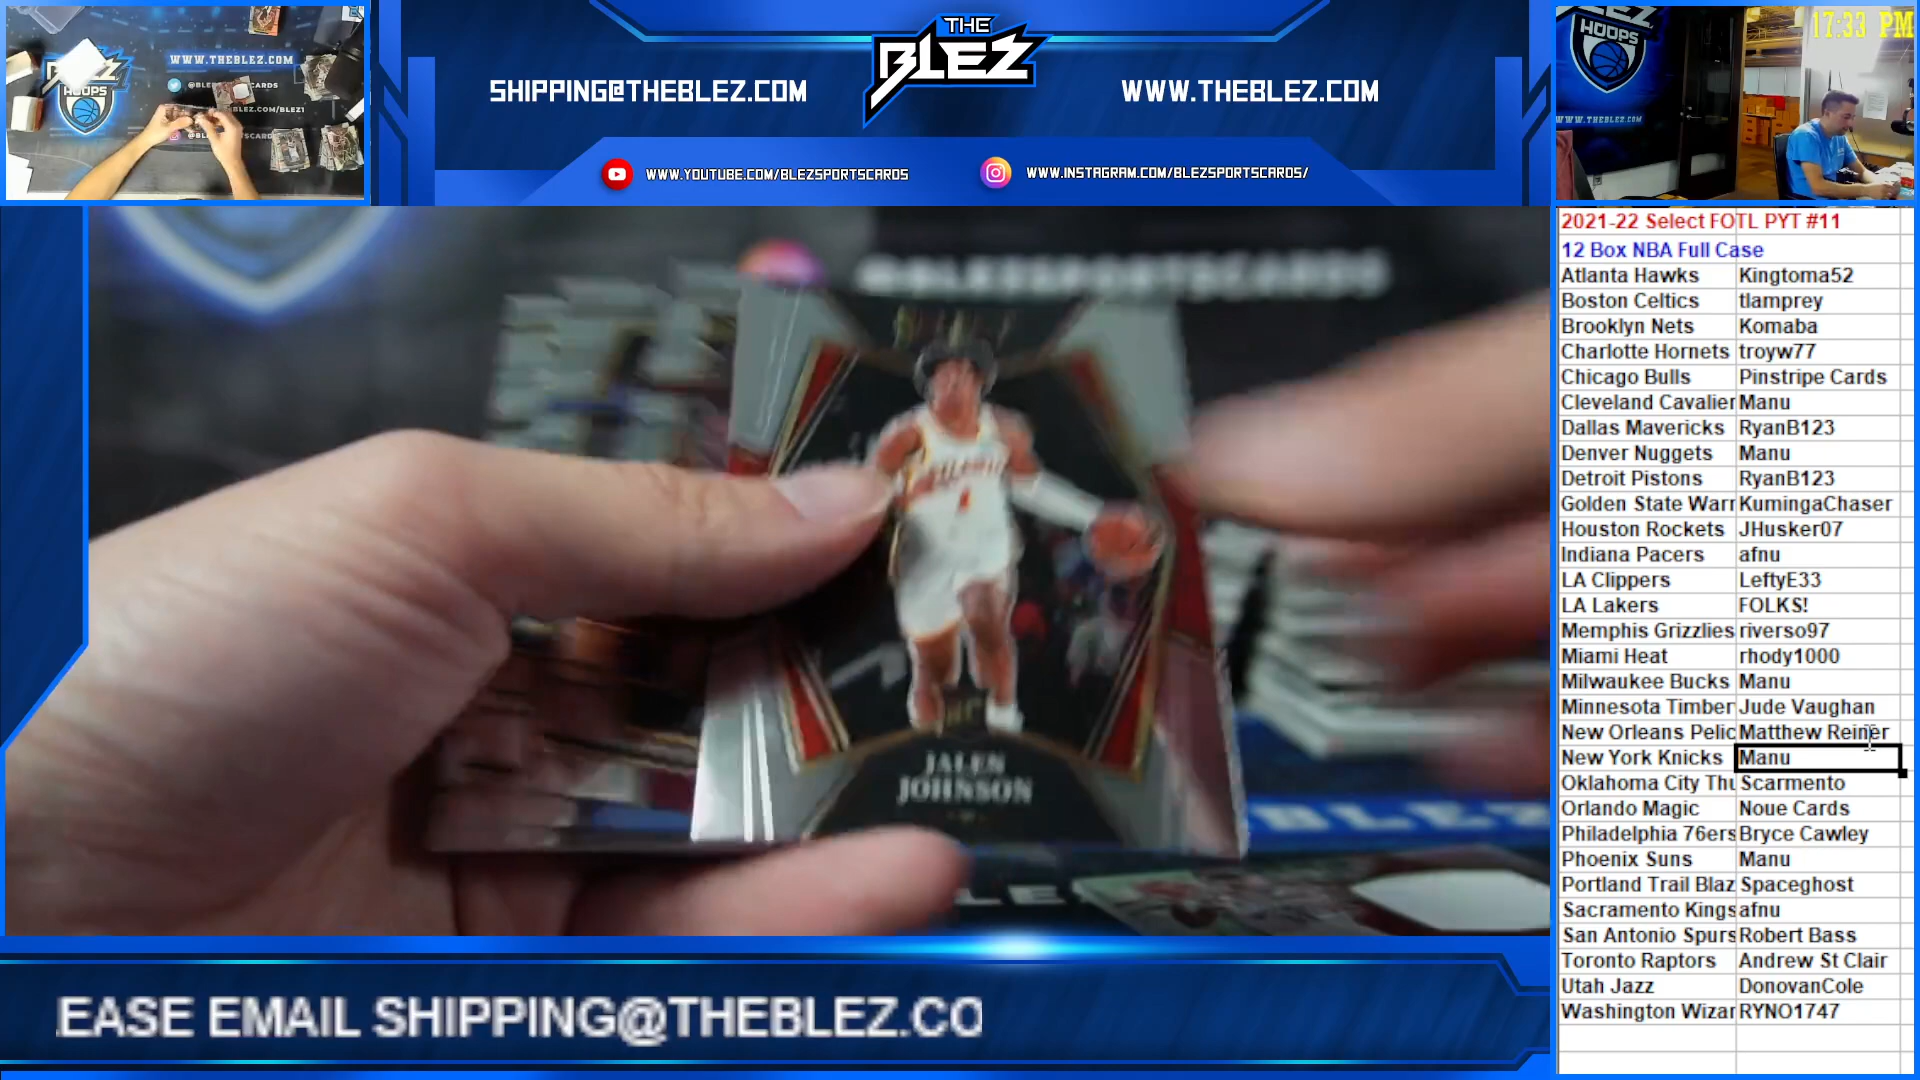 WWW.THEBLEZ.COM
HOOPS
THE
BLEZ
SHIPPING@THEBLEZ.COM
WWW.THEBLEZ.COM
WWW.YOUTUBE.COM/BLEZSPORTSCARDS
WWW.INSTAGRAM.COM/BLEZSPORTSCARDS/
HOOPS
WWW.THEBLEZ.COM
17:33 PM
@BLEZSPORTSCARDS
JALEN
JOHNSON
2021-22 Select FOTL PYT #11
12 Box NBA Full Case
Atlanta Hawks Kingtoma52
Boston Celtics tlamprey
Brooklyn Nets Komaba
Charlotte Hornets troyw77
Chicago Bulls Pinstripe Cards
Cleveland Cavalier Manu
Dallas Mavericks RyanB123
Denver Nuggets Manu
Detroit Pistons RyanB123
Golden State Warr KumingaChaser
Houston Rockets JHusker07
Indiana Pacers afnu
LA Clippers LeftyE33
LA Lakers FOLKS!
Memphis Grizzlies riverso97
Miami Heat rhody1000
Milwaukee Bucks Manu
Minnesota Timber Jude Vaughan
New Orleans Pelic Matthew Reiner
New York Knicks Manu
Oklahoma City Thu Scarmento
Orlando Magic Noue Cards
Philadelphia 76ers Bryce Cawley
Phoenix Suns Manu
Portland Trail Blaz Spaceghost
Sacramento Kings afnu
San Antonio Spurs Robert Bass
Toronto Raptors Andrew St Clair
Utah Jazz DonovanCole
Washington Wizar RYNO1747
EASE EMAIL SHIPPING@THEBLEZ.CO